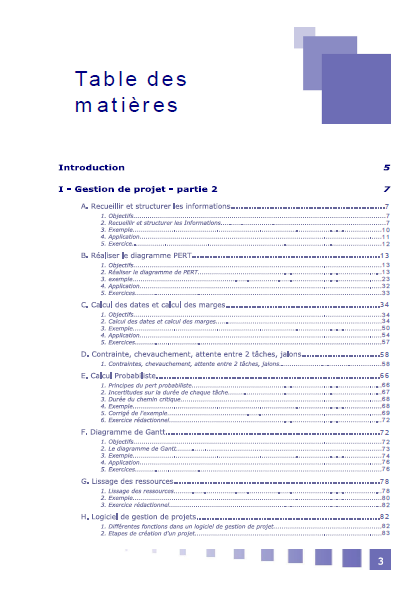 Table des
matières
Introduction 5
I - Gestion de projet - partie 2 7
A. Recueillir et structurer les informations 7
1. Objectifs 7
2. Recueillir et structurer les Informations 7
3. Exemple 10
4. Application 11
5. Exercice 12
B. Réaliser le diagramme PERT 13
1. Objectifs 13
2. Réaliser le diagramme de PERT 13
3. exemple 23
4. Application 32
5. Exercices 33
C. Calcul des dates et calcul des marges 34
1. Objectifs 34
2. Calcul des dates et calcul des marges 34
3. Exemple 50
4. Application 54
5. Exercices 57
D. Contrainte, chevauchement, attente entre 2 tâches, jalons 58
1. Contraintes, chevauchement, attente entre 2 tâches, jalons 58
E. Calcul Probabiliste 66
1. Principes du pert probabiliste 66
2. Incertitudes sur la durée de chaque tâche 67
3. Durée du chemin critique 68
4. Exemple 68
5. Corrigé de l'exemple 69
6. Exercice rédactionnel 72
F. Diagramme de Gantt 72
1. Objectifs 72
2. Le diagramme de Gantt 73
3. Exemple 74
4. Application 76
5. Exercices 76
G. Lissage des ressources 78
1. Lissage des ressources 78
2. Exemple 80
3. Exercice rédactionnel 82
H. Logiciel de gestion de projets 82
1. Différentes fonctions dans un logiciel de gestion de projet 82
2. Etapes de création d'un projet 83
3